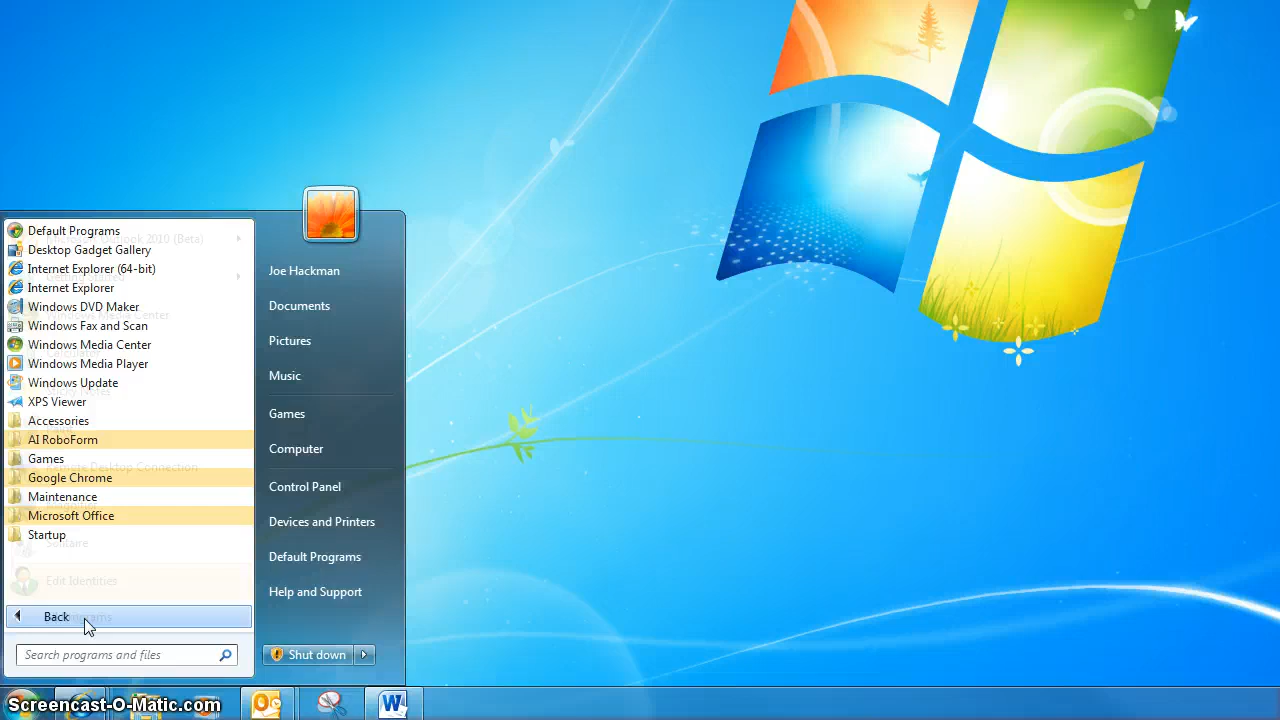 Default Programs
Desktop Gadget Gallery
Internet Explorer (64-bit)
Internet Explorer
Windows DVD Maker
Windows Fax and Scan
Windows Media Center
Windows Media Player
Windows Update
XPS Viewer
Accessories
AI RoboForm
Games
Google Chrome
Maintenance
Microsoft Office
Startup
Solitaire
Edit Identities
Back
Search programs and files
Joe Hackman
Documents
Pictures
Music
Games
Computer
Control Panel
Devices and Printers
Default Programs
Help and Support
Shut down
Screencast-O-Matic.com